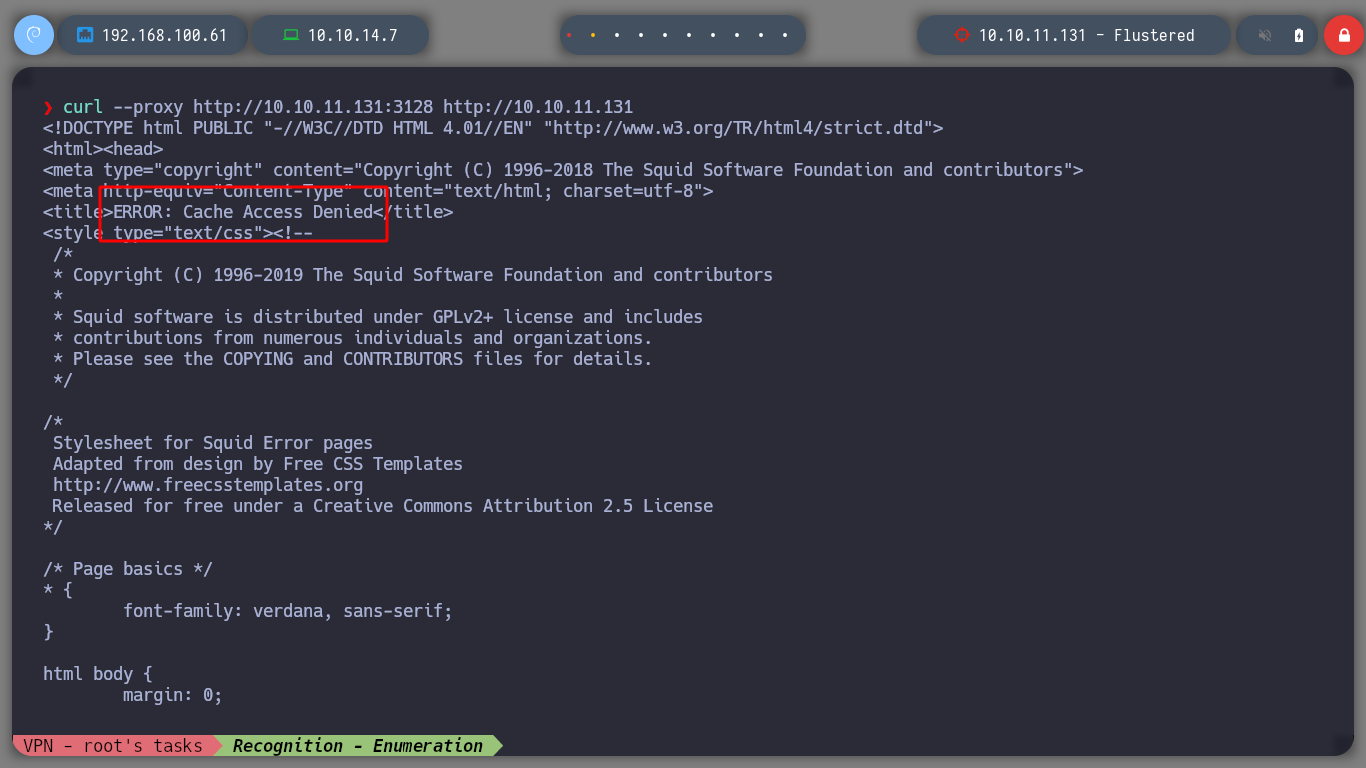 192.168.100.61 10.10.14.7 10.10.11.131 - Flustered
❯ curl --proxy http://10.10.11.131:3128 http://10.10.11.131
<!DOCTYPE html PUBLIC "-//W3C//DTD HTML 4.01//EN" "http://www.w3.org/TR/html4/strict.dtd">
<html><head>
<meta type="copyright" content="Copyright (C) 1996-2018 The Squid Software Foundation and contributors">
<meta http-equiv="Content-Type" content="text/html; charset=utf-8">
<title>ERROR: Cache Access Denied</title>
<style type="text/css"><!--
 /*
 * Copyright (C) 1996-2019 The Squid Software Foundation and contributors
 *
 * Squid software is distributed under GPLv2+ license and includes
 * contributions from numerous individuals and organizations.
 * Please see the COPYING and CONTRIBUTORS files for details.
 */
/*
 Stylesheet for Squid Error pages
 Adapted from design by Free CSS Templates
 http://www.freecsstemplates.org
 Released for free under a Creative Commons Attribution 2.5 License
*/
/* Page basics */
* {
        font-family: verdana, sans-serif;
}
html body {
        margin: 0;
VPN - root's tasks Recognition - Enumeration